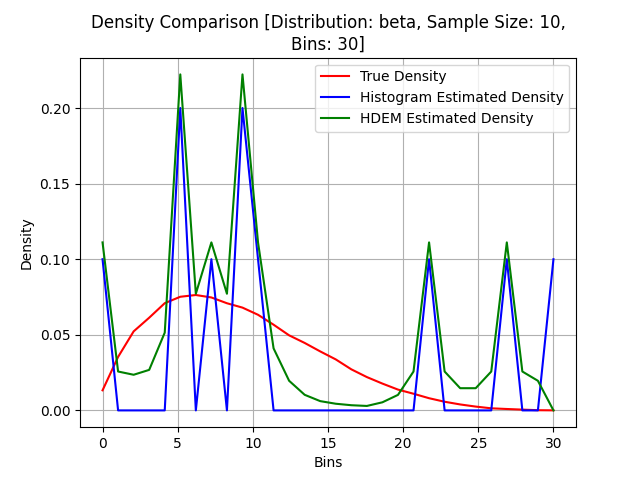 Density Comparison [Distribution: beta, Sample Size: 10,
Bins: 30]
True Density
Histogram Estimated Density
HDEM Estimated Density
Density
0.20
0.15
0.10
0.05
0.00
0 5 10 15 20 25 30
Bins